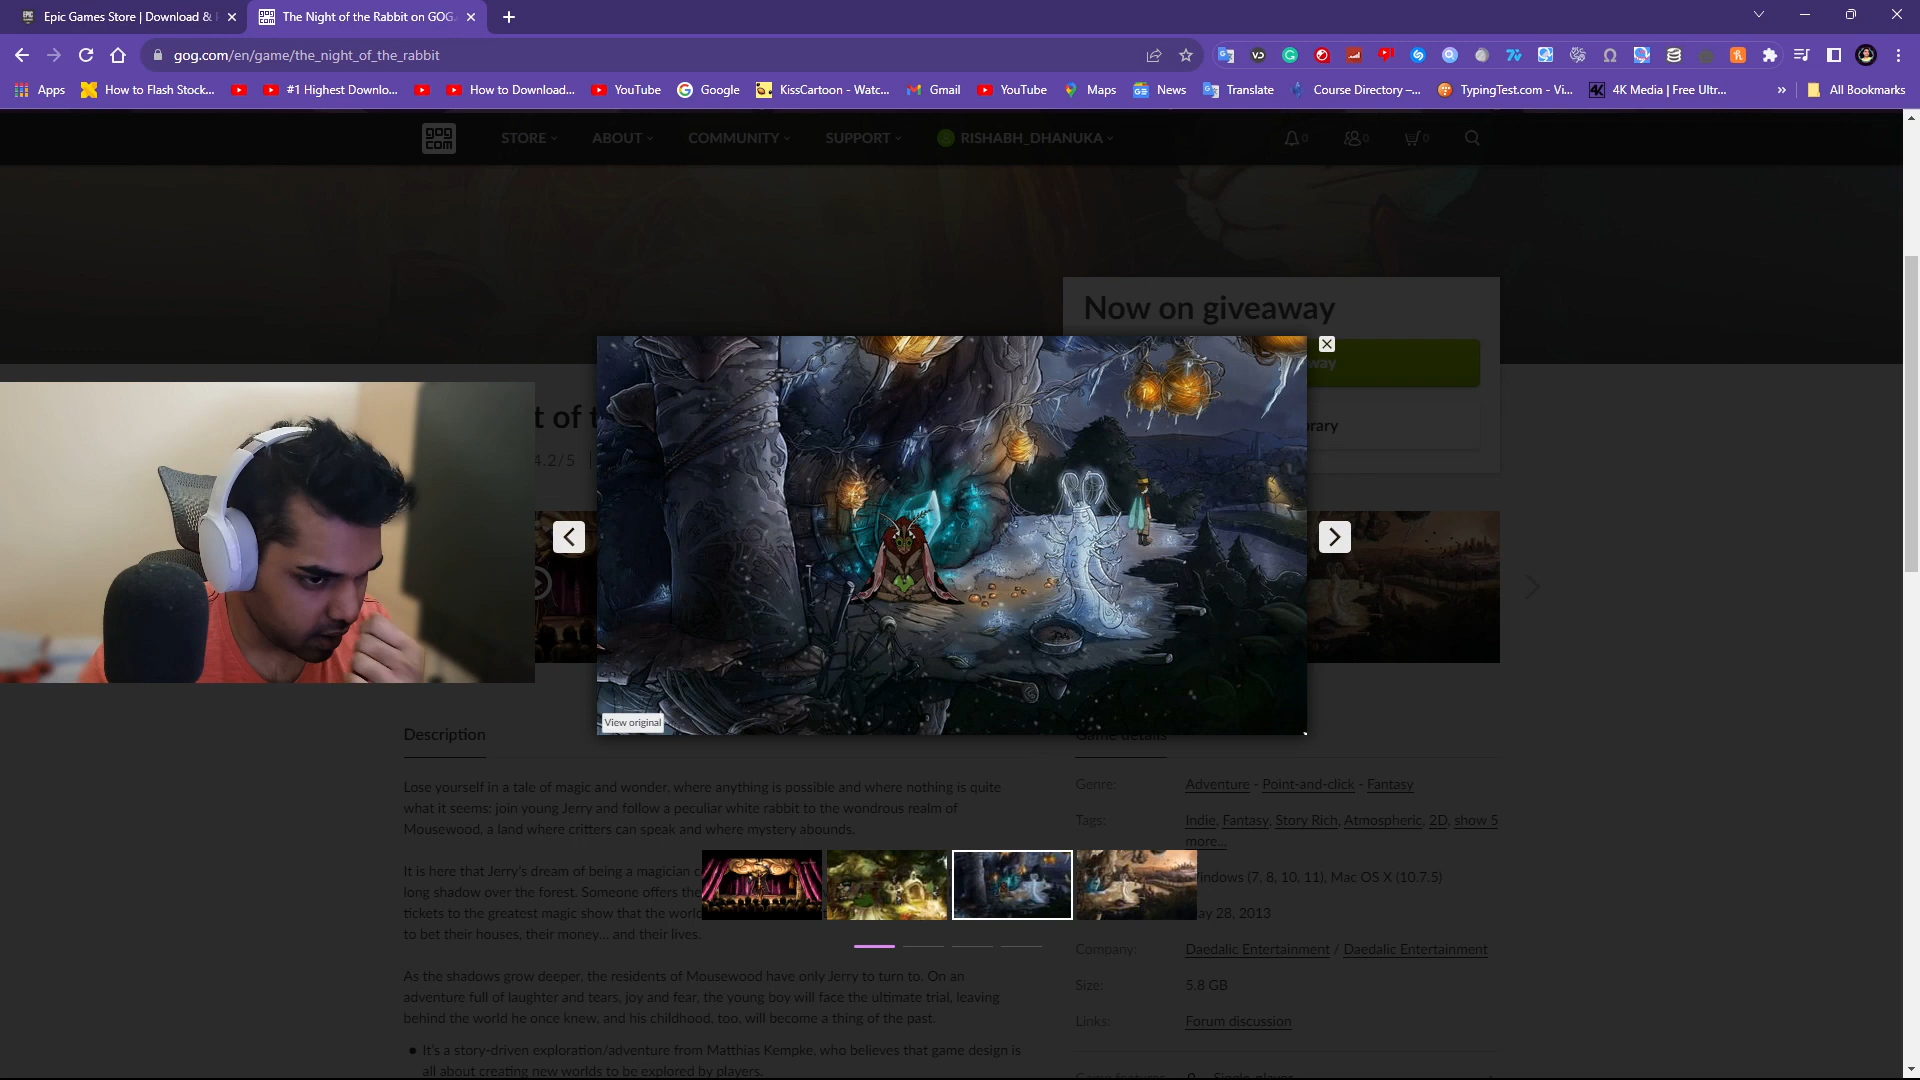 Epic Games Store | Download &
The Night of the Rabbit on GOG.
gog.com/en/game/the_night_of_the_rabbit
Apps
How to Flash Stock...
#1 Highest Downlo...
How to Download...
YouTube
Google
KissCartoon - Watc...
Gmail
YouTube
Maps
News
Translate
Course Directory –...
TypingTest.com - Vi...
4K Media | Free Ultr...
»
All Bookmarks
gog
com
STORE
ABOUT
COMMUNITY
SUPPORT
RISHABH_DHANUKA
0
0
0
Now on giveaway
way
t of t
rary
4.2/5
View original
Description
Game details
Lose yourself in a tale of magic and wonder, where anything is possible and where nothing is quite
what it seems: join young Jerry and follow a peculiar white rabbit to the wondrous realm of
Mousewood, a land where critters can speak and where mystery abounds.
It is here that Jerry's dream of being a magician c
long shadow over the forest. Someone offers the
tickets to the greatest magic show that the worl
to bet their houses, their money... and their lives.
As the shadows grow deeper, the residents of Mousewood have only Jerry to turn to. On an
adventure full of laughter and tears, joy and fear, the young boy will face the ultimate trial, leaving
behind the world he once knew, and his childhood, too, will become a thing of the past.
• It's a story-driven exploration/adventure from Matthias Kempke, who believes that game design is
all about creating new worlds to be explored by players.
Genre: Adventure - Point-and-click - Fantasy
Tags: Indie, Fantasy, Story Rich, Atmospheric, 2D, show 5
more...
indows (7, 8, 10, 11), Mac OS X (10.7.5)
ay 28, 2013
Company: Daedalic Entertainment / Daedalic Entertainment
Size: 5.8 GB
Links: Forum discussion
Game features Single-player